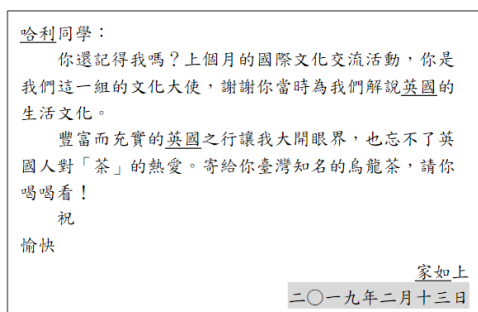 哈利同學：
你還記得我嗎？上個月的國際文化交流活動，你是
我們這一組的文化大使，謝謝你當時為我們解說英國的
生活文化。
豐富而充實的英國之行讓我大開眼界，也忘不了英
國人對「茶」的熱愛。寄給你臺灣知名的烏龍茶，請你
喝喝看！
祝
愉快
家如上
二〇一九年二月十三日